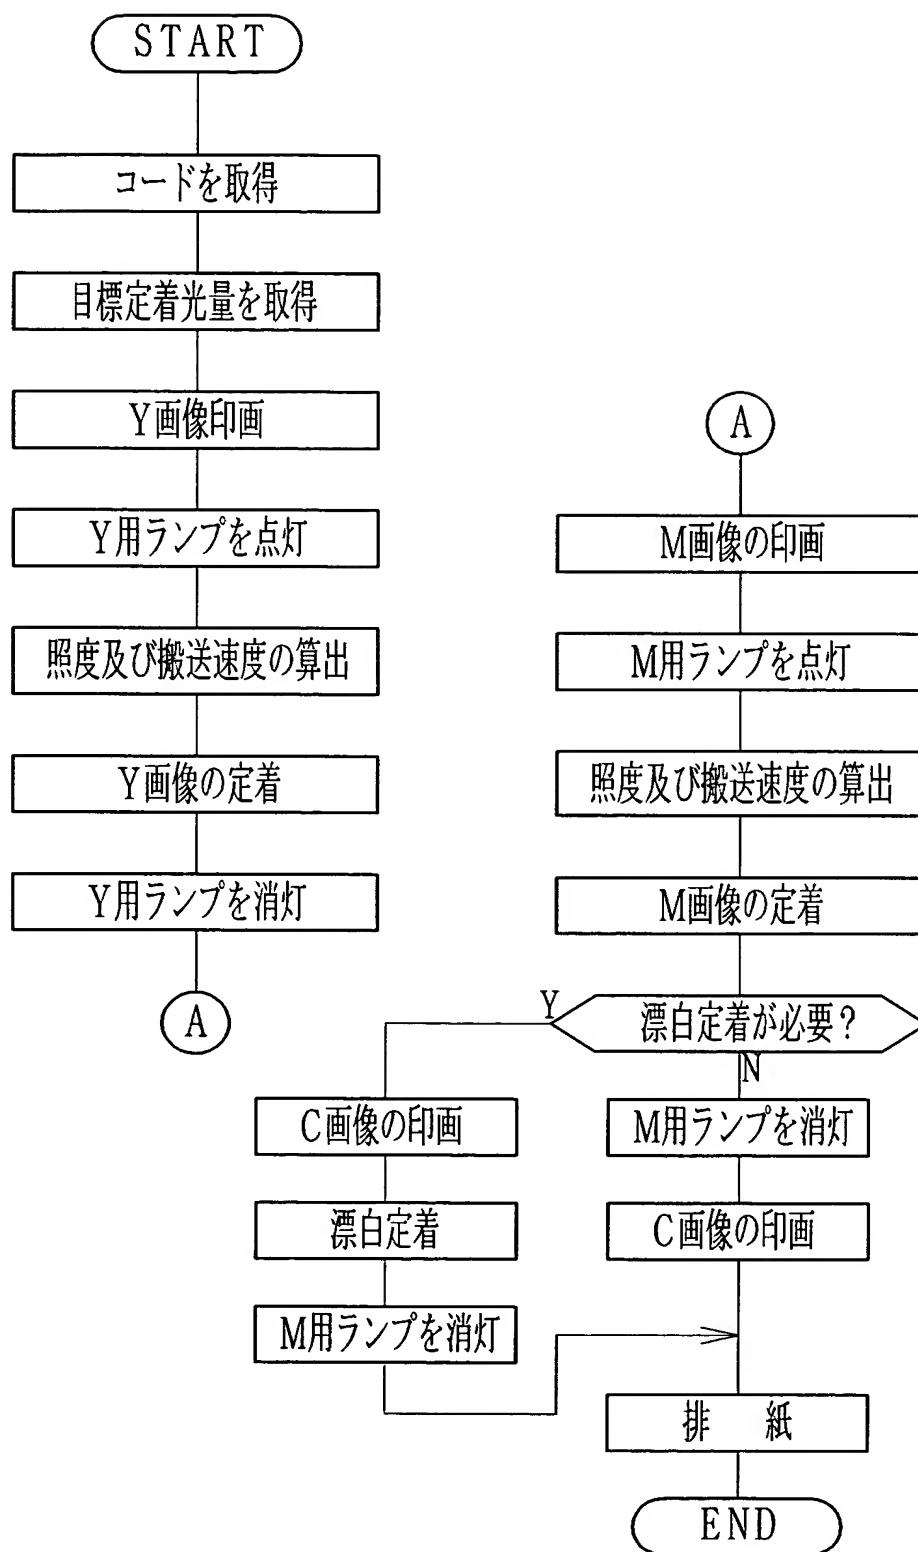 START
コードを取得
目標定着光量を取得
Y画像印画
Y用ランプを点灯
照度及び搬送速度の算出
Y画像の定着
Y用ランプを消灯
A
A
M画像の印画
M用ランプを点灯
照度及び搬送速度の算出
M画像の定着
漂白定着が必要?
Y
N
C画像の印画
漂白定着
M用ランプを消灯
M用ランプを消灯
C画像の印画
排 紙
END